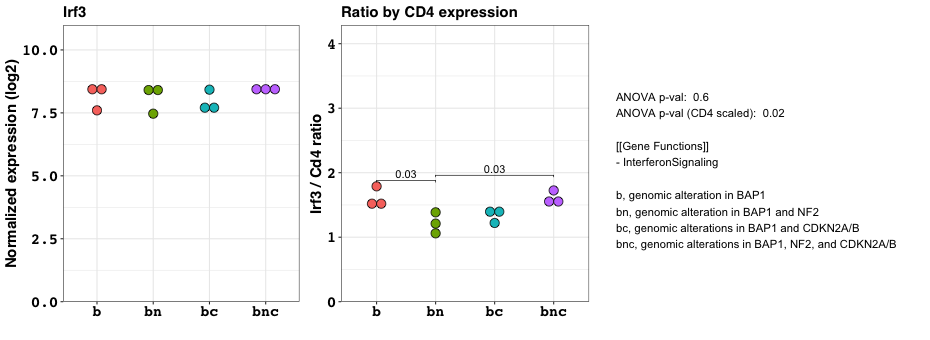 Irf3
Normalized expression (log2)
10.0
7.5
5.0
2.5
0.0
b bn bc bnc
Ratio by CD4 expression
Irf3 / Cd4 ratio
4
3
2
1
0
0.03
0.03
b bn bc bnc
ANOVA p-val: 0.6
ANOVA p-val (CD4 scaled): 0.02
[[Gene Functions]]
- InterferonSignaling
b, genomic alteration in BAP1
bn, genomic alteration in BAP1 and NF2
bc, genomic alterations in BAP1 and CDKN2A/B
bnc, genomic alterations in BAP1, NF2, and CDKN2A/B